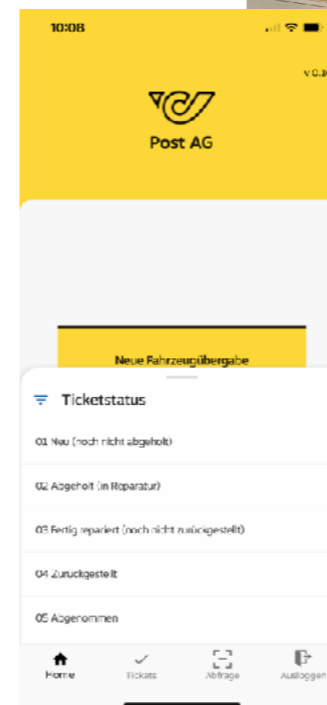 10:08
v 0.1
Post AG
Neue Fahrzeugübergabe
Ticketstatus
01 Neu (noch nicht abgeholt)
02 Abgeholt (in Reparatur)
03 Fertig repariert (noch nicht zurückgestellt)
04 Zurückgestellt
05 Abgenommen
Home
Tickets
Abfrage
Ausloggen